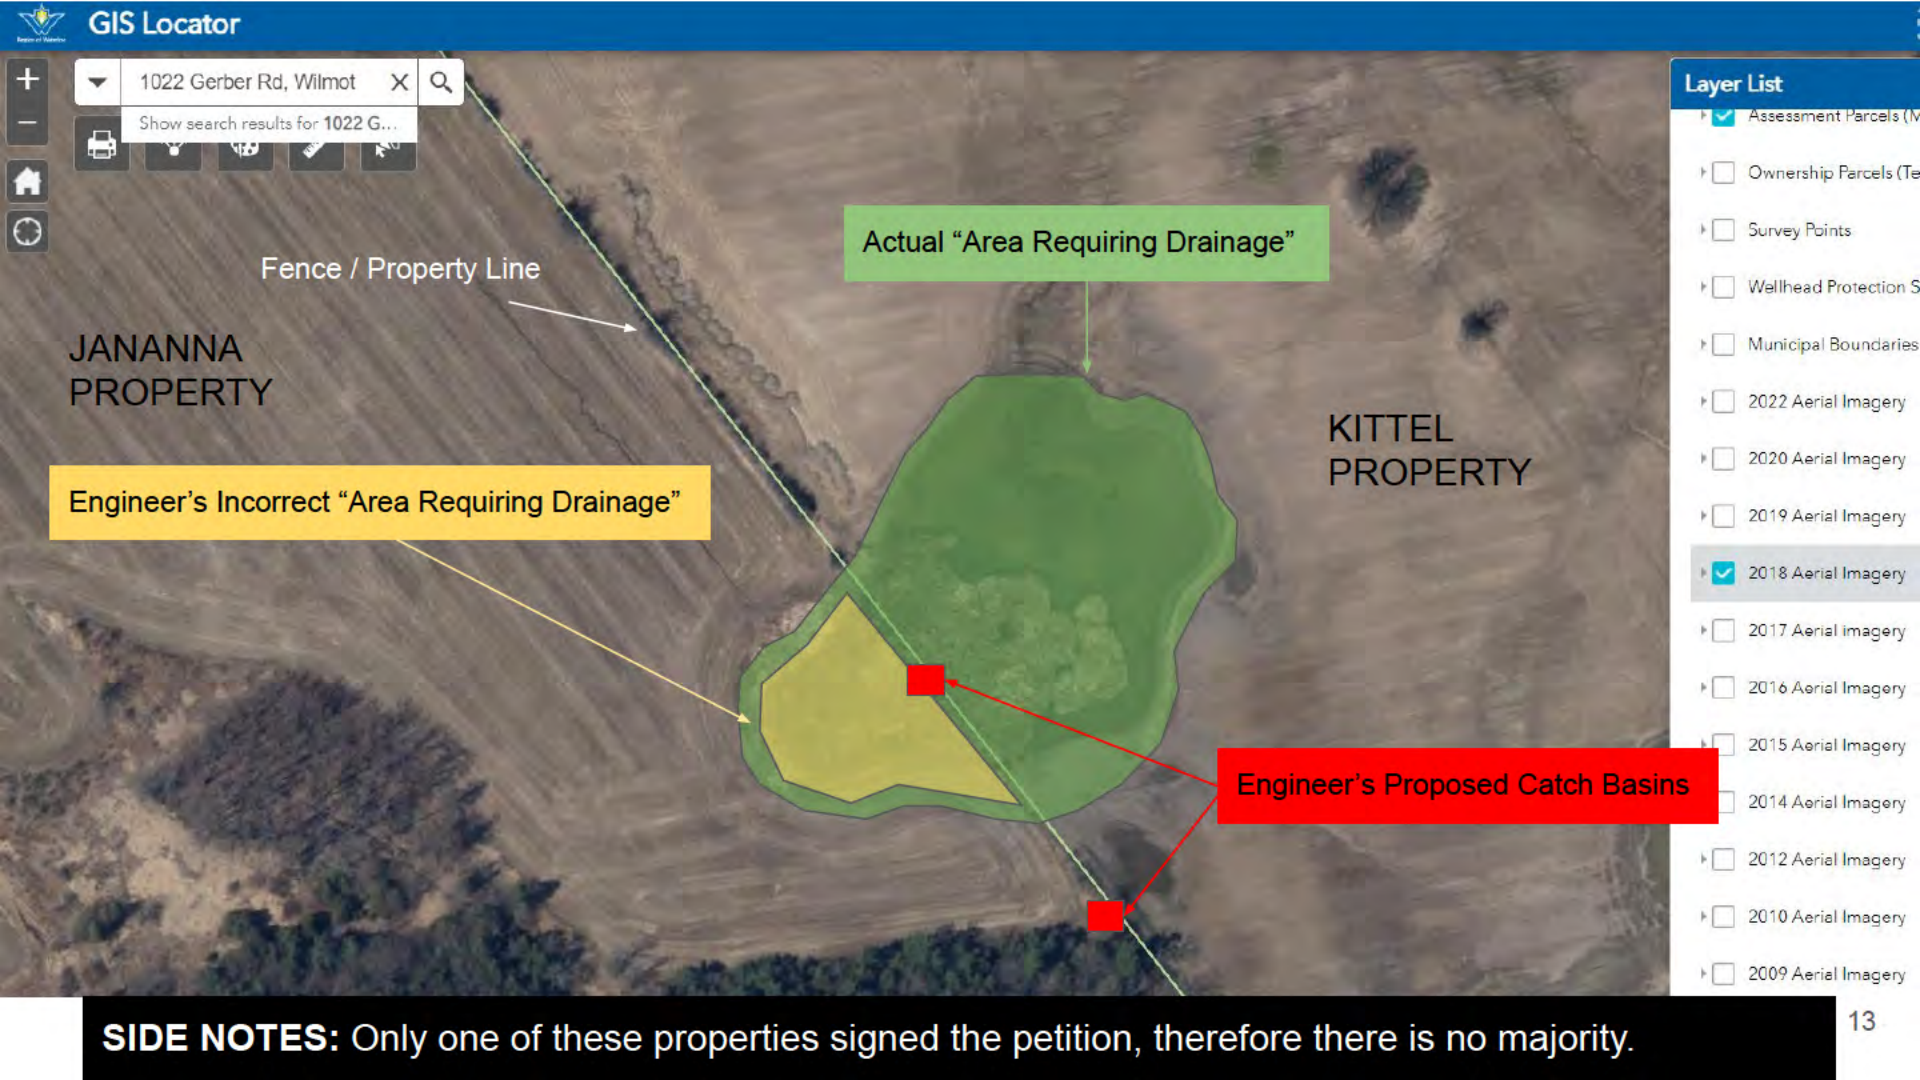 GIS Locator
Region of Waterloo
1022 Gerber Rd, Wilmot
Show search results for 1022 G...
Layer List
Assessment Parcels (M
Ownership Parcels (Te
Survey Points
Wellhead Protection S
Municipal Boundaries
2022 Aerial Imagery
2020 Aerial Imagery
2019 Aerial Imagery
2018 Aerial Imagery
2017 Aerial imagery
2016 Aerial Imagery
2015 Aerial Imagery
2014 Aerial Imagery
2012 Aerial Imagery
2010 Aerial Imagery
2009 Aerial Imagery
Actual “Area Requiring Drainage”
Fence / Property Line
JANANNA
PROPERTY
KITTEL
PROPERTY
Engineer’s Incorrect “Area Requiring Drainage”
Engineer’s Proposed Catch Basins
SIDE NOTES: Only one of these properties signed the petition, therefore there is no majority.
13